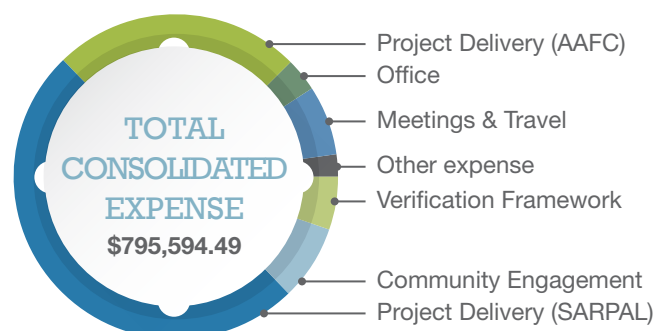 TOTAL
CONSOLIDATED
EXPENSE
$795,594.49
Project Delivery (AAFC)
Office
Meetings & Travel
Other expense
Verification Framework
Community Engagement
Project Delivery (SARPAL)